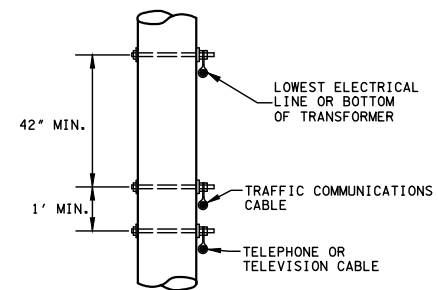 LOWEST ELECTRICAL
LINE OR BOTTOM
OF TRANSFORMER
42" MIN.
TRAFFIC COMMUNICATIONS
CABLE
1' MIN.
TELEPHONE OR
TELEVISION CABLE